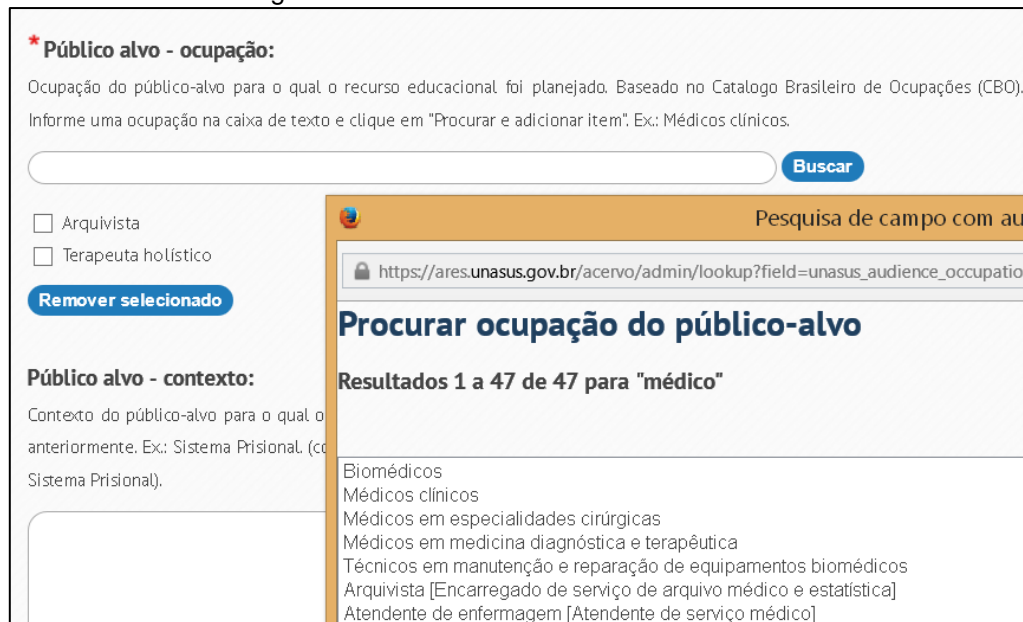 * Público alvo - ocupação:
Ocupação do público-alvo para o qual o recurso educacional foi planejado. Baseado no Catalogo Brasileiro de Ocupações (CBO).
Informe uma ocupação na caixa de texto e clique em "Procurar e adicionar item". Ex.: Médicos clínicos.
Buscar
Arquivista
Terapeuta holístico
Remover selecionado
Público alvo - contexto:
Contexto do público-alvo para o qual o
anteriormente. Ex.: Sistema Prisional. (co
Sistema Prisional).
Pesquisa de campo com au
https://ares.unasus.gov.br/acervo/admin/lookup?field=unasus_audience_occupatio
Procurar ocupação do público-alvo
Resultados 1 a 47 de 47 para "médico"
Biomédicos
Médicos clínicos
Médicos em especialidades cirúrgicas
Médicos em medicina diagnóstica e terapêutica
Técnicos em manutenção e reparação de equipamentos biomédicos
Arquivista [Encarregado de serviço de arquivo médico e estatística]
Atendente de enfermagem [Atendente de serviço médico]